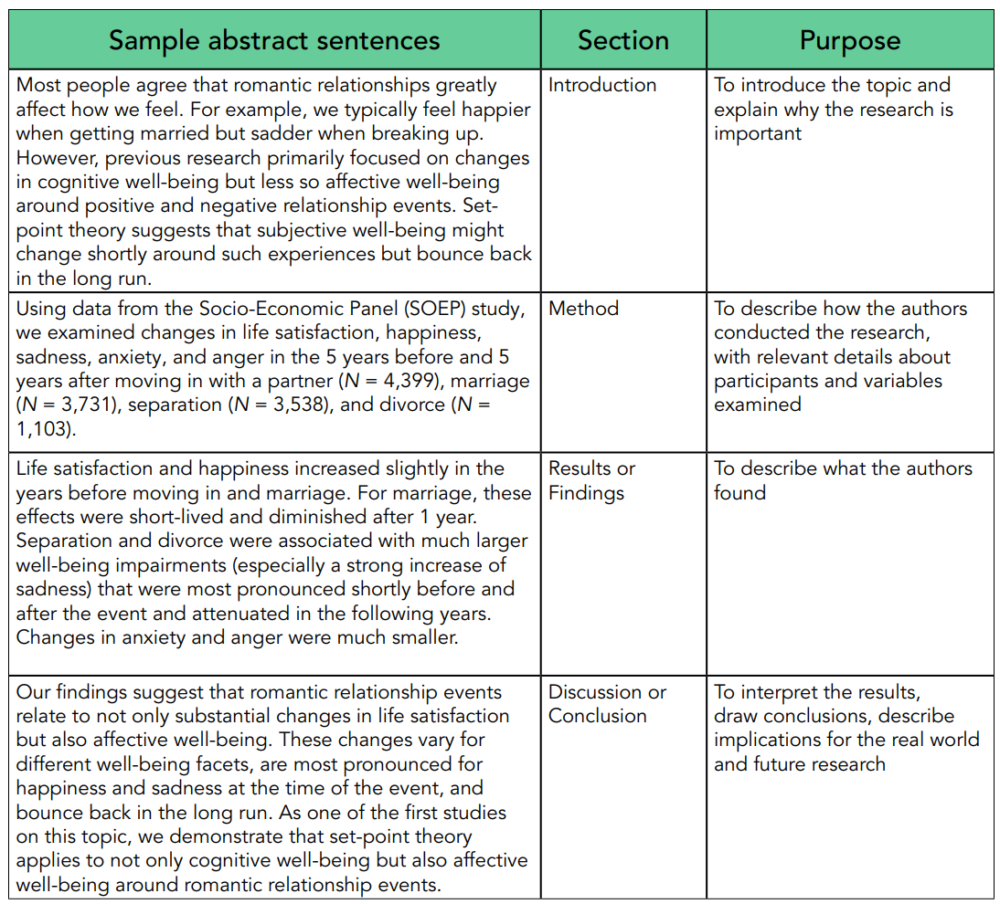 Sample abstract sentences
Section
Purpose
Most people agree that romantic relationships greatly
affect how we feel. For example, we typically feel happier
when getting married but sadder when breaking up.
However, previous research primarily focused on changes
in cognitive well-being but less so affective well-being
around positive and negative relationship events. Set-
point theory suggests that subjective well-being might
change shortly around such experiences but bounce back
in the long run.
Introduction
To introduce the topic and
explain why the research is
important
Using data from the Socio-Economic Panel (SOEP) study,
we examined changes in life satisfaction, happiness,
sadness, anxiety, and anger in the 5 years before and 5
years after moving in with a partner (N = 4,399), marriage
(N = 3,731), separation (N = 3,538), and divorce (N =
1,103).
Method
To describe how the authors
conducted the research,
with relevant details about
participants and variables
examined
Life satisfaction and happiness increased slightly in the
years before moving in and marriage. For marriage, these
effects were short-lived and diminished after 1 year.
Separation and divorce were associated with much larger
well-being impairments (especially a strong increase of
sadness) that were most pronounced shortly before and
after the event and attenuated in the following years.
Changes in anxiety and anger were much smaller.
Results or
Findings
To describe what the authors
found
Our findings suggest that romantic relationship events
relate to not only substantial changes in life satisfaction
but also affective well-being. These changes vary for
different well-being facets, are most pronounced for
happiness and sadness at the time of the event, and
bounce back in the long run. As one of the first studies
on this topic, we demonstrate that set-point theory
applies to not only cognitive well-being but also affective
well-being around romantic relationship events.
Discussion or
Conclusion
To interpret the results,
draw conclusions, describe
implications for the real world
and future research